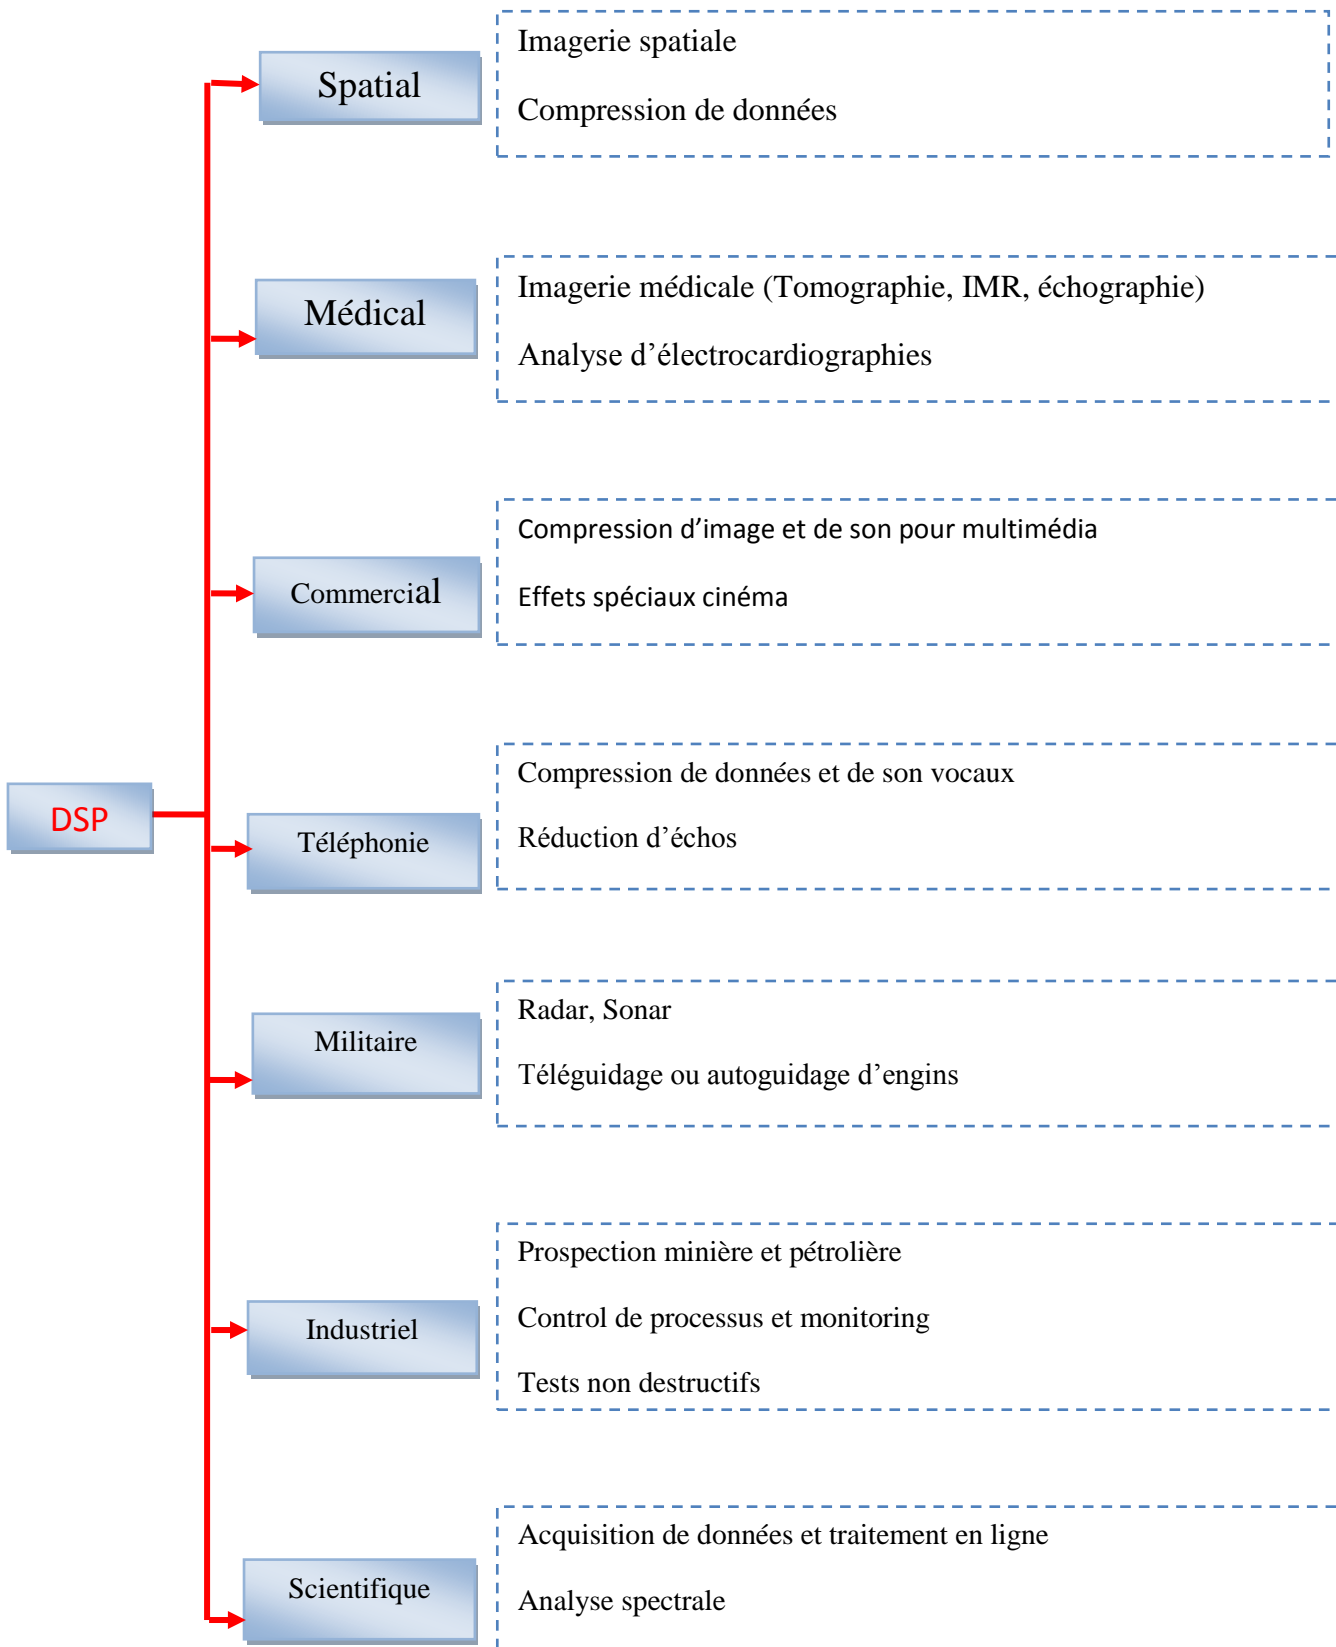 Spatial
Imagerie spatiale
Compression de données
Médical
Imagerie médicale (Tomographie, IMR, échographie)
Analyse d’électrocardiographies
Commercial
Compression d’image et de son pour multimédia
Effets spéciaux cinéma
DSP
Téléphonie
Compression de données et de son vocaux
Réduction d’échos
Militaire
Radar, Sonar
Téléguidage ou autoguidage d’engins
Industriel
Prospection minière et pétrolière
Control de processus et monitoring
Tests non destructifs
Scientifique
Acquisition de données et traitement en ligne
Analyse spectrale